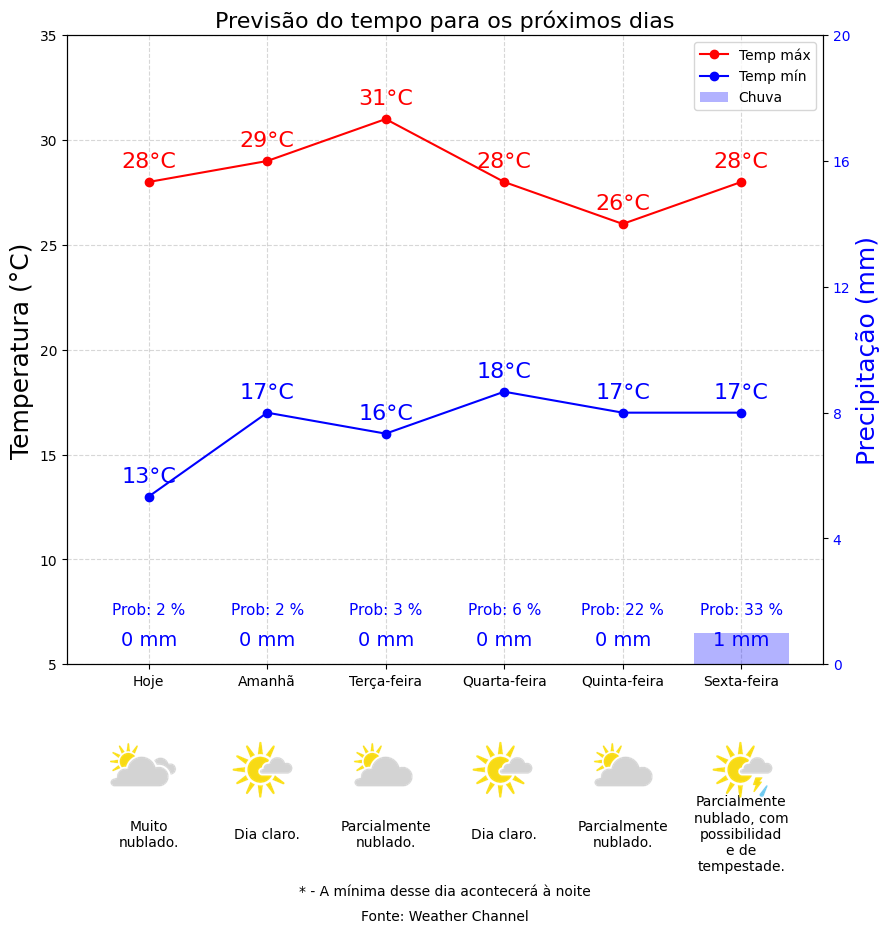 Previsão do tempo para os próximos dias
35
30
25
20
15
10
5
Temperatura (°C)
20
16
12
8
4
0
Precipitação (mm)
Temp máx
Temp mín
Chuva
28°C 29°C 31°C 28°C 26°C 28°C
13°C 17°C 16°C 18°C 17°C 17°C
Prob: 2 % Prob: 2 % Prob: 3 % Prob: 6 % Prob: 22 % Prob: 33 %
0 mm 0 mm 0 mm 0 mm 0 mm 1 mm
Hoje Amanhã Terça-feira Quarta-feira Quinta-feira Sexta-feira
Muito
nublado.
Dia claro.
Parcialmente
nublado.
Dia claro.
Parcialmente
nublado.
Parcialmente
nublado, com
possibilidad
e de
tempestade.
* - A mínima desse dia acontecerá à noite
Fonte: Weather Channel